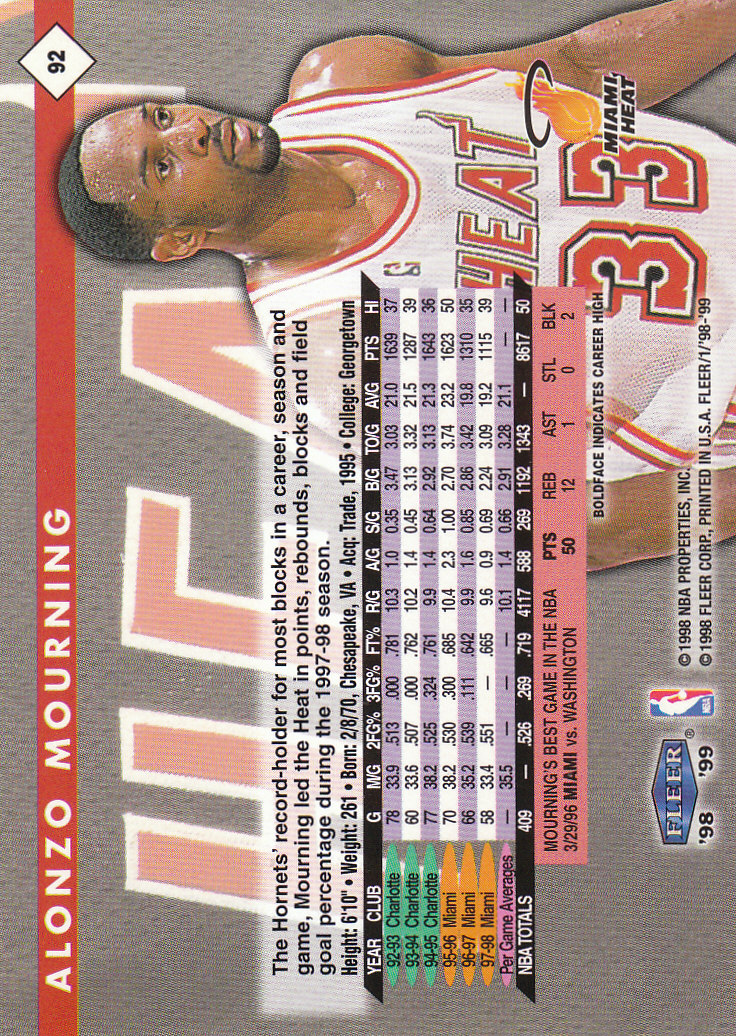 92
ALONZO MOURNING
HEAT
33
MIAMI
HEAT
The Hornets' record-holder for most blocks in a career, season and
game, Mourning led the Heat in points, rebounds, blocks and field
goal percentage during the 1997-98 season.
Height: 6'10" • Weight: 261 • Born: 2/8/70, Chesapeake, VA • Acq: Trade, 1995 • College: Georgetown
YEAR CLUB G M/G 2FG% 3FG% FT% R/G A/G S/G B/G TO/G AVG PTS HI
92-93 Charlotte 78 33.9 .513 .000 .781 10.3 1.0 0.35 3.47 3.03 21.0 1639 37
93-94 Charlotte 60 33.6 .507 .000 .762 10.2 1.4 0.45 3.13 3.32 21.5 1287 39
94-95 Charlotte 77 38.2 .525 .324 .761 9.9 1.4 0.64 2.92 3.13 21.3 1643 36
95-96 Miami 70 38.2 .530 .300 .685 10.4 2.3 1.00 2.70 3.74 23.2 1623 50
96-97 Miami 66 35.2 .539 .111 .642 9.9 1.6 0.85 2.86 3.42 19.8 1310 35
97-98 Miami 58 33.4 .551 — .665 9.6 0.9 0.69 2.24 3.09 19.2 1115 39
Per Game Averages — 35.5 — — — 10.1 1.4 0.66 2.91 3.28 21.1 — —
NBA TOTALS 409 — .526 .269 .719 4117 588 269 1192 1343 — 8617 50
MOURNING'S BEST GAME IN THE NBA PTS REB AST STL BLK
3/29/96 MIAMI vs. WASHINGTON 50 12 1 0 2
BOLDFACE INDICATES CAREER HIGH
FLEER®
'98 '99
NBA
©1998 NBA PROPERTIES, INC.
©1998 FLEER CORP., PRINTED IN U.S.A. FLEER/1/'98-'99